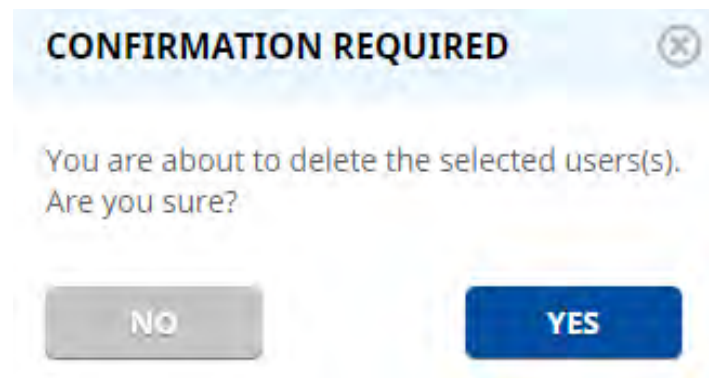 CONFIRMATION REQUIRED
You are about to delete the selected users(s).
Are you sure?
NO
YES